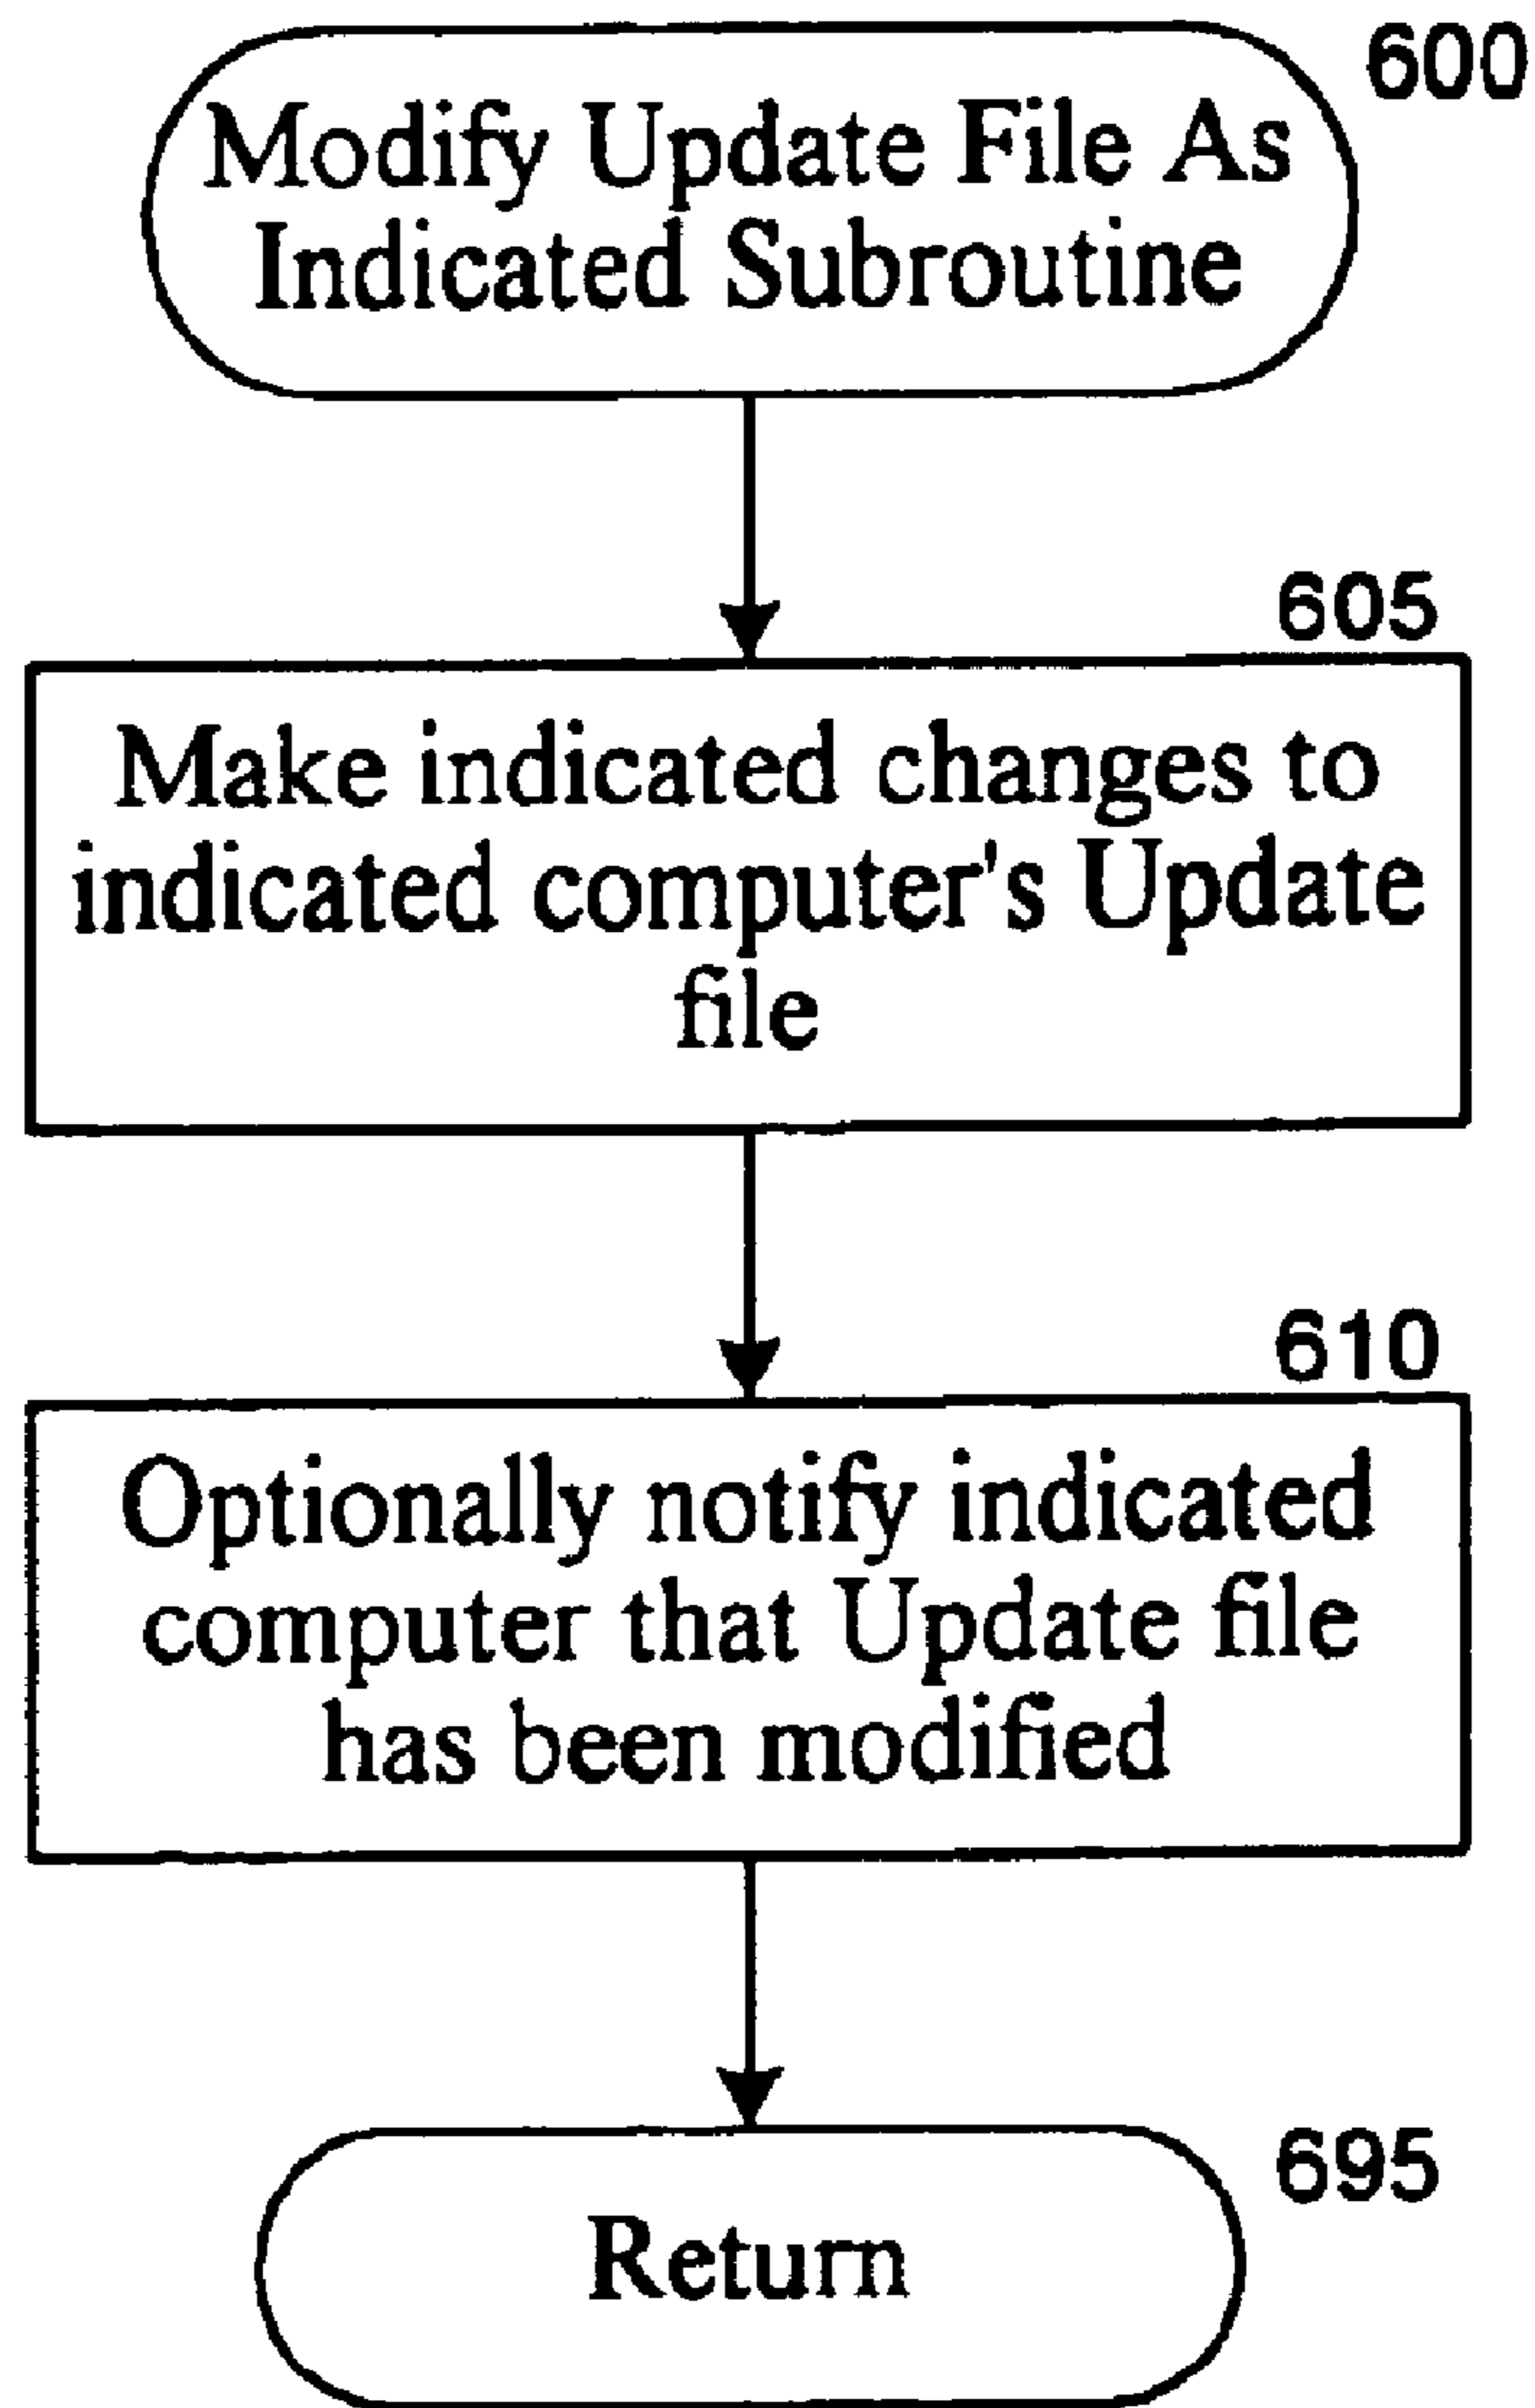 600
Modify Update File As
Indicated Subroutine
605
Make indicated changes to
indicated computer's Update
file
610
Optionally notify indicated
computer that Update file
has been modified
695
Return